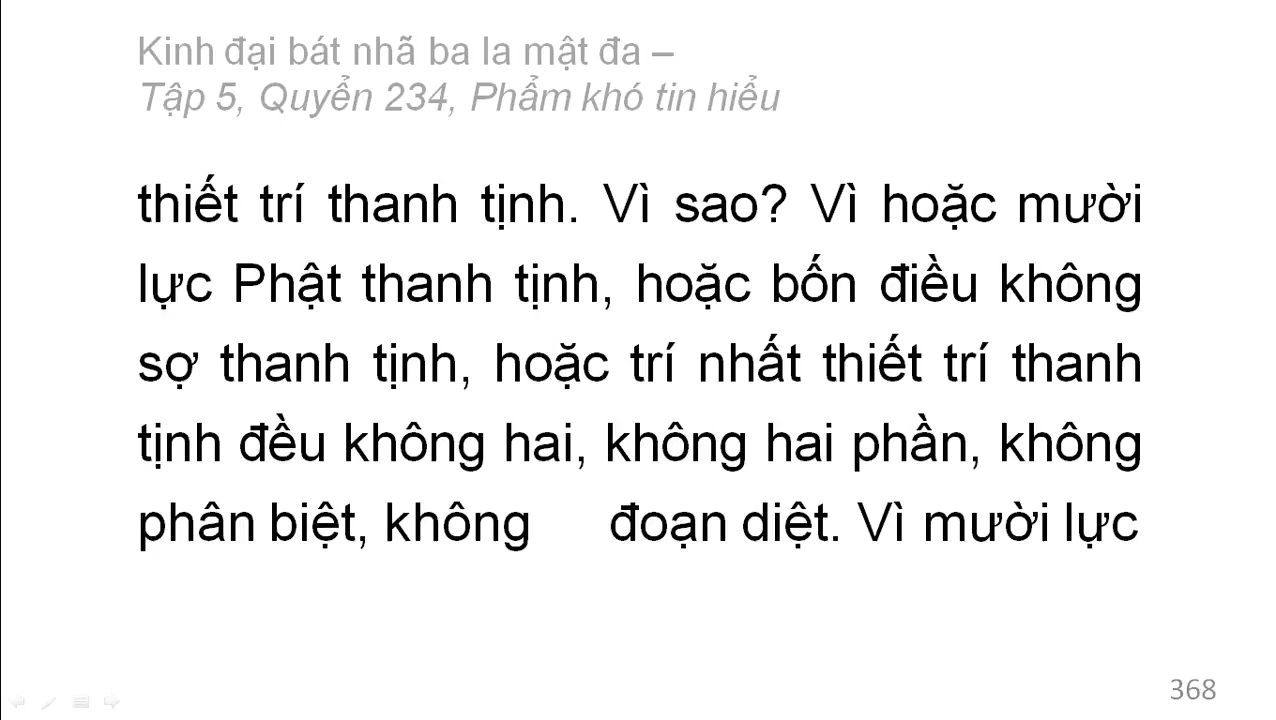 Kinh đại bát nhã ba la mật đa –
Tập 5, Quyển 234, Phẩm khó tin hiểu
thiết trí thanh tịnh. Vì sao? Vì hoặc mười
lực Phật thanh tịnh, hoặc bốn điều không
sợ thanh tịnh, hoặc trí nhất thiết trí thanh
tịnh đều không hai, không hai phần, không
phân biệt, không đoạn diệt. Vì mười lực
368